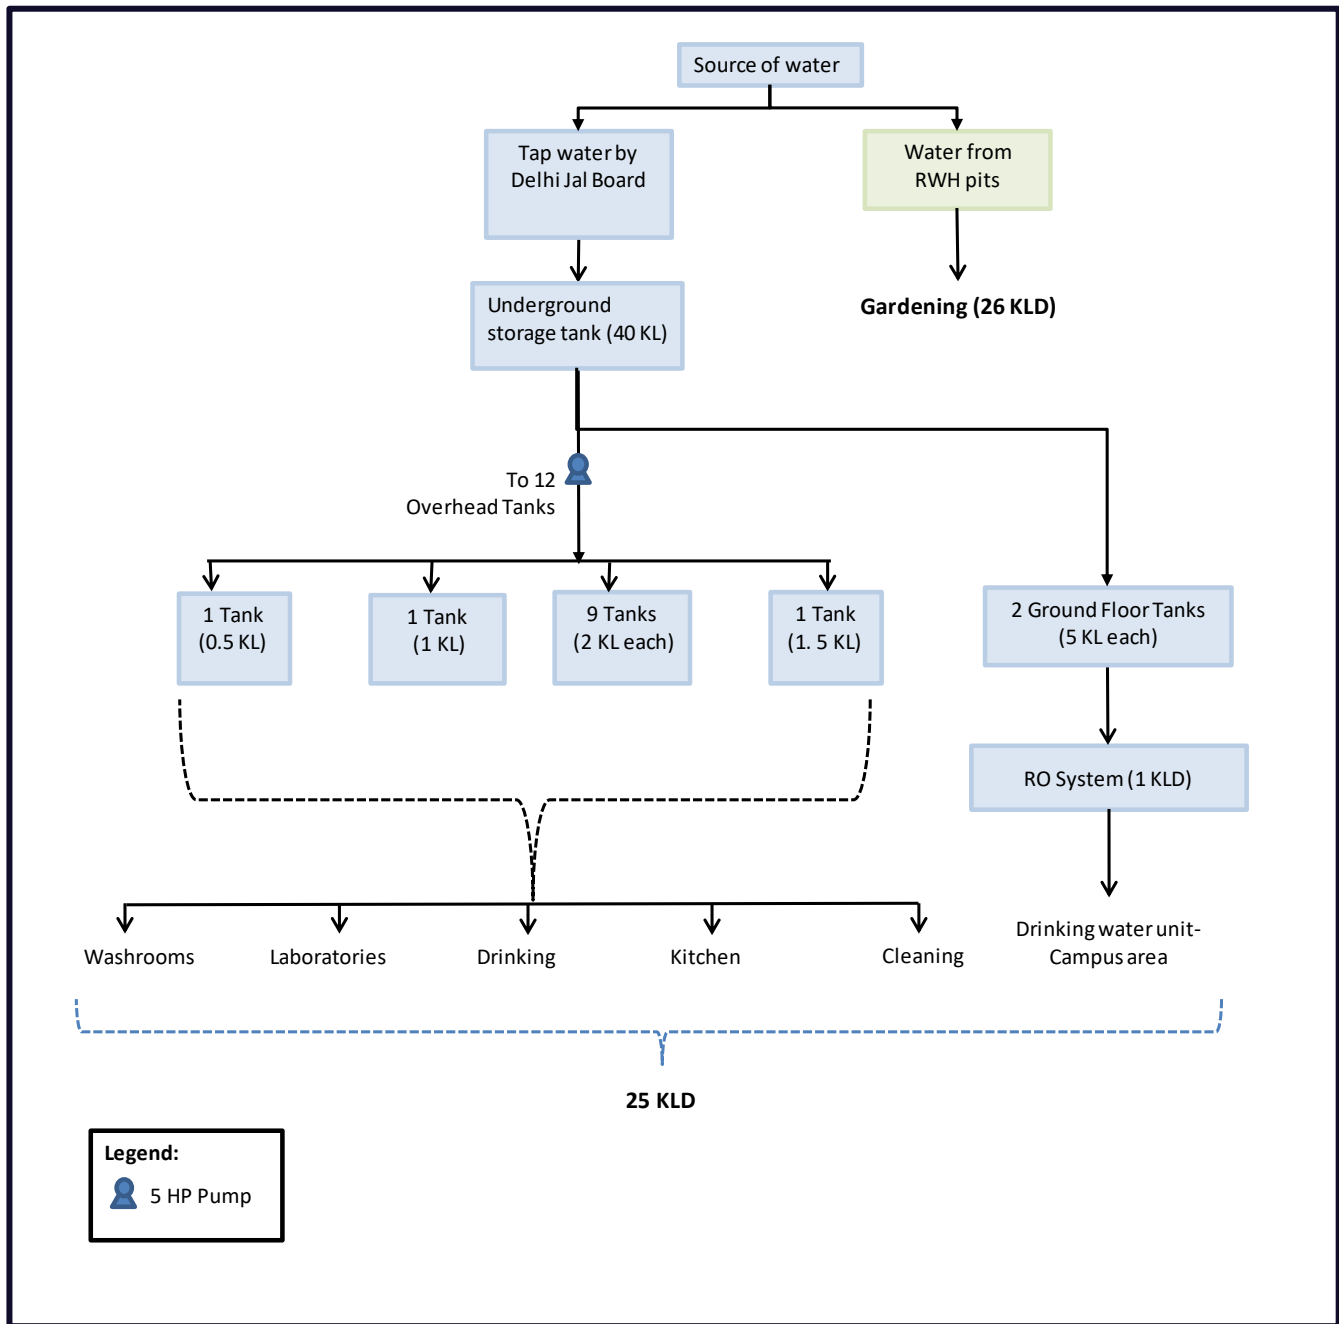 Source of water
Tap water by
Delhi Jal Board
Water from
RWH pits
Underground
storage tank (40 KL)
Gardening (26 KLD)
To 12
Overhead Tanks
1 Tank
(0.5 KL)
1 Tank
(1 KL)
9 Tanks
(2 KL each)
1 Tank
(1. 5 KL)
2 Ground Floor Tanks
(5 KL each)
RO System (1 KLD)
Washrooms
Laboratories
Drinking
Kitchen
Cleaning
Drinking water unit-
Campus area
25 KLD
Legend:
5 HP Pump